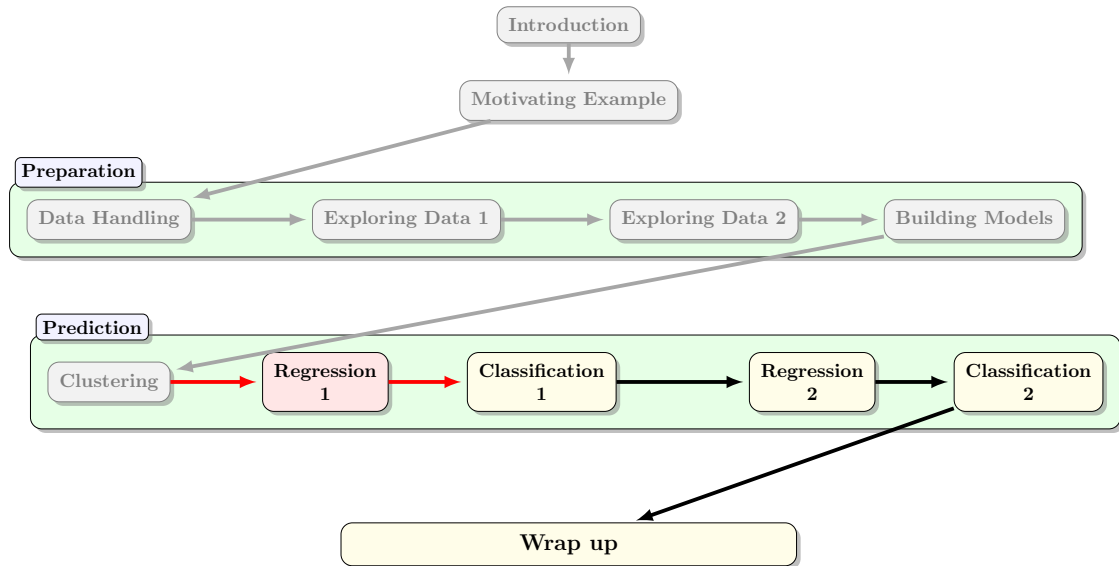 Introduction
Motivating Example
Preparation
Data Handling
Exploring Data 1
Exploring Data 2
Building Models
Prediction
Clustering
Regression
1
Classification
1
Regression
2
Classification
2
Wrap up